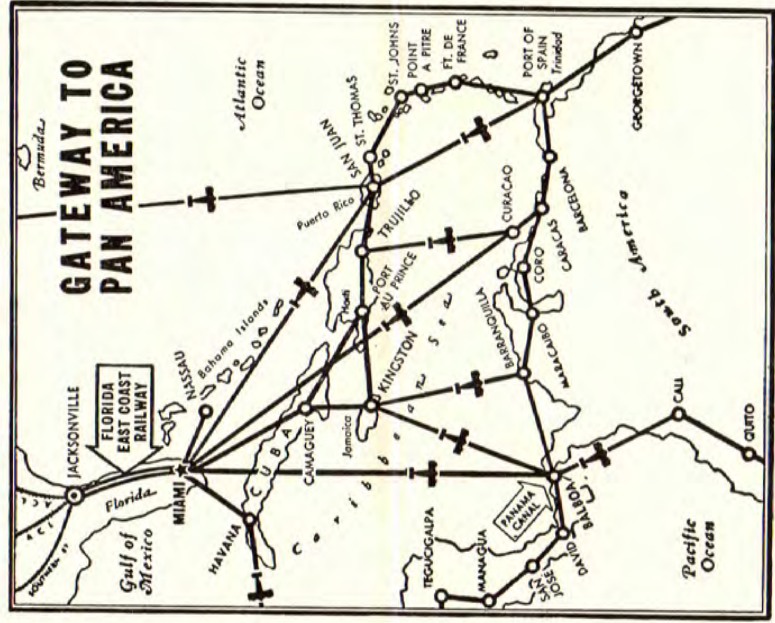 GATEWAY TO
PAN AMERICA
Bermuda
Atlantic
Ocean
JACKSONVILLE
A C L
SOUTHERN RY
FLORIDA
EAST COAST
RAILWAY
Florida
Gulf of
Mexico
MIAMI
NASSAU
Bahama Islands
HAVANA
CUBA
CAMAGUEY
Jamaica
KINGSTON
Haiti
PORT
AU PRINCE
TRUJILLO
Puerto Rico
SAN JUAN
ST. THOMAS
ST. JOHNS
POINT
A PITRE
FT. DE
FRANCE
PORT OF
SPAIN
Trinidad
GEORGETOWN
Caribbean Sea
CURACAO
BARCELONA
CARACAS
CORO
MARACAIBO
BARRANQUILLA
South America
TEGUCIGALPA
MANAGUA
SAN
JOSE
DAVID
BALBOA
PANAMA
CANAL
CALI
QUITO
Pacific
Ocean